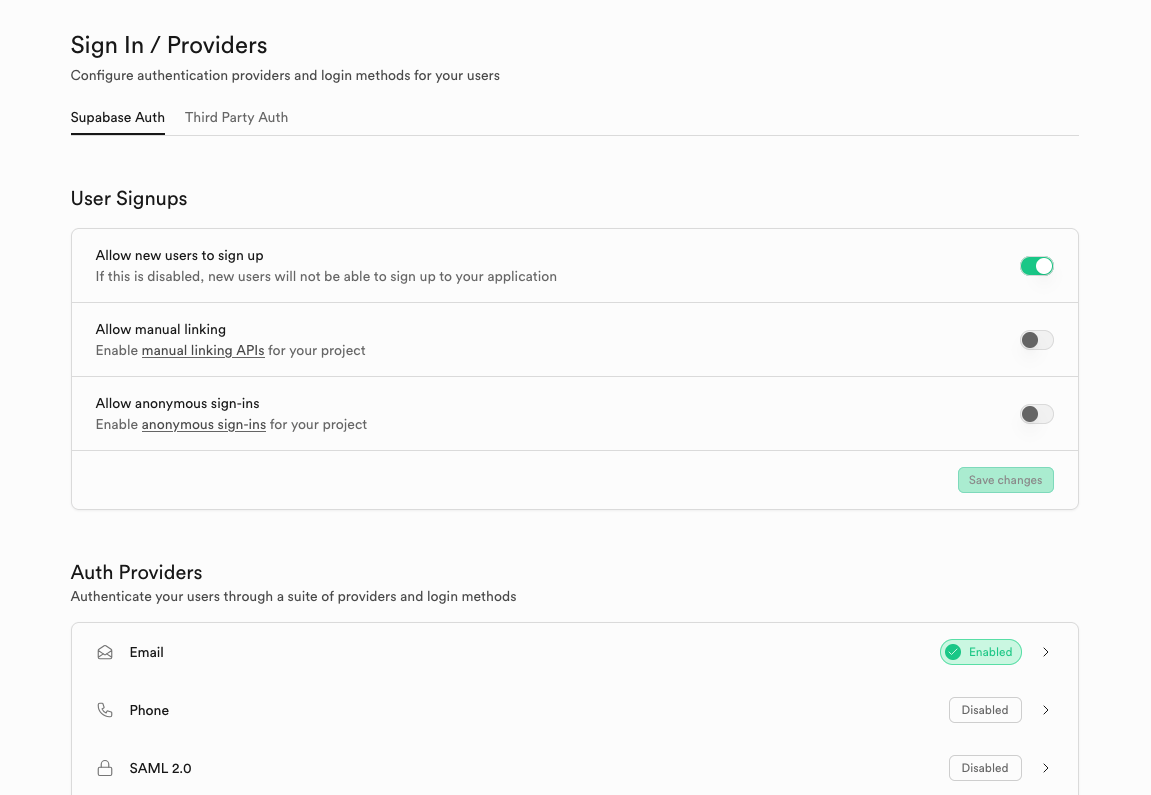 Sign In / Providers
Configure authentication providers and login methods for your users
Supabase Auth Third Party Auth
User Signups
Allow new users to sign up
If this is disabled, new users will not be able to sign up to your application
Allow manual linking
Enable manual linking APIs for your project
Allow anonymous sign-ins
Enable anonymous sign-ins for your project
Save changes
Auth Providers
Authenticate your users through a suite of providers and login methods
Email Enabled
Phone Disabled
SAML 2.0 Disabled